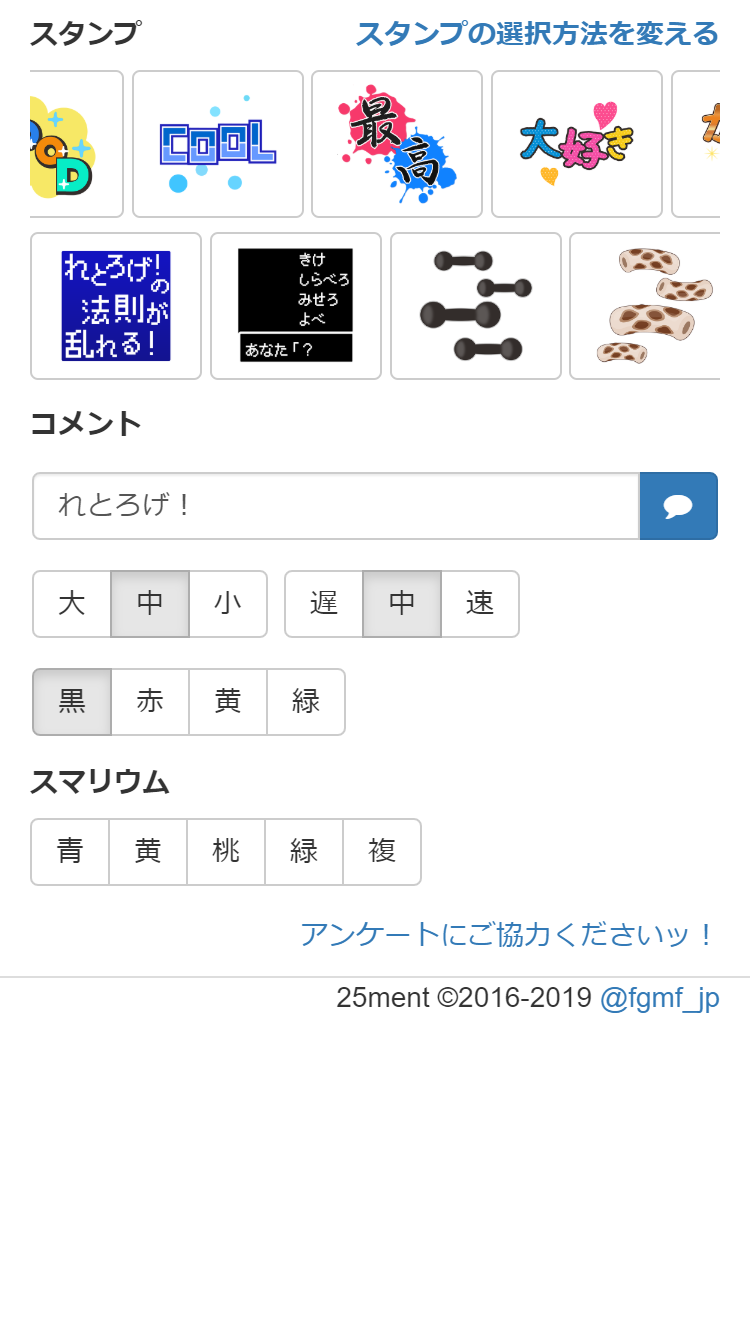 スタンプ スタンプの選択方法を変える
COOL
最高
大好き
れとろげ!の
法則が
乱れる!
きけ
しらべろ
みせろ
よべ
あなた「?
コメント
れとろげ!
大 中 小 遅 中 速
黒 赤 黄 緑
スマリウム
青 黄 桃 緑 複
アンケートにご協力くださいッ!
25ment ©2016-2019 @fgmf_jp